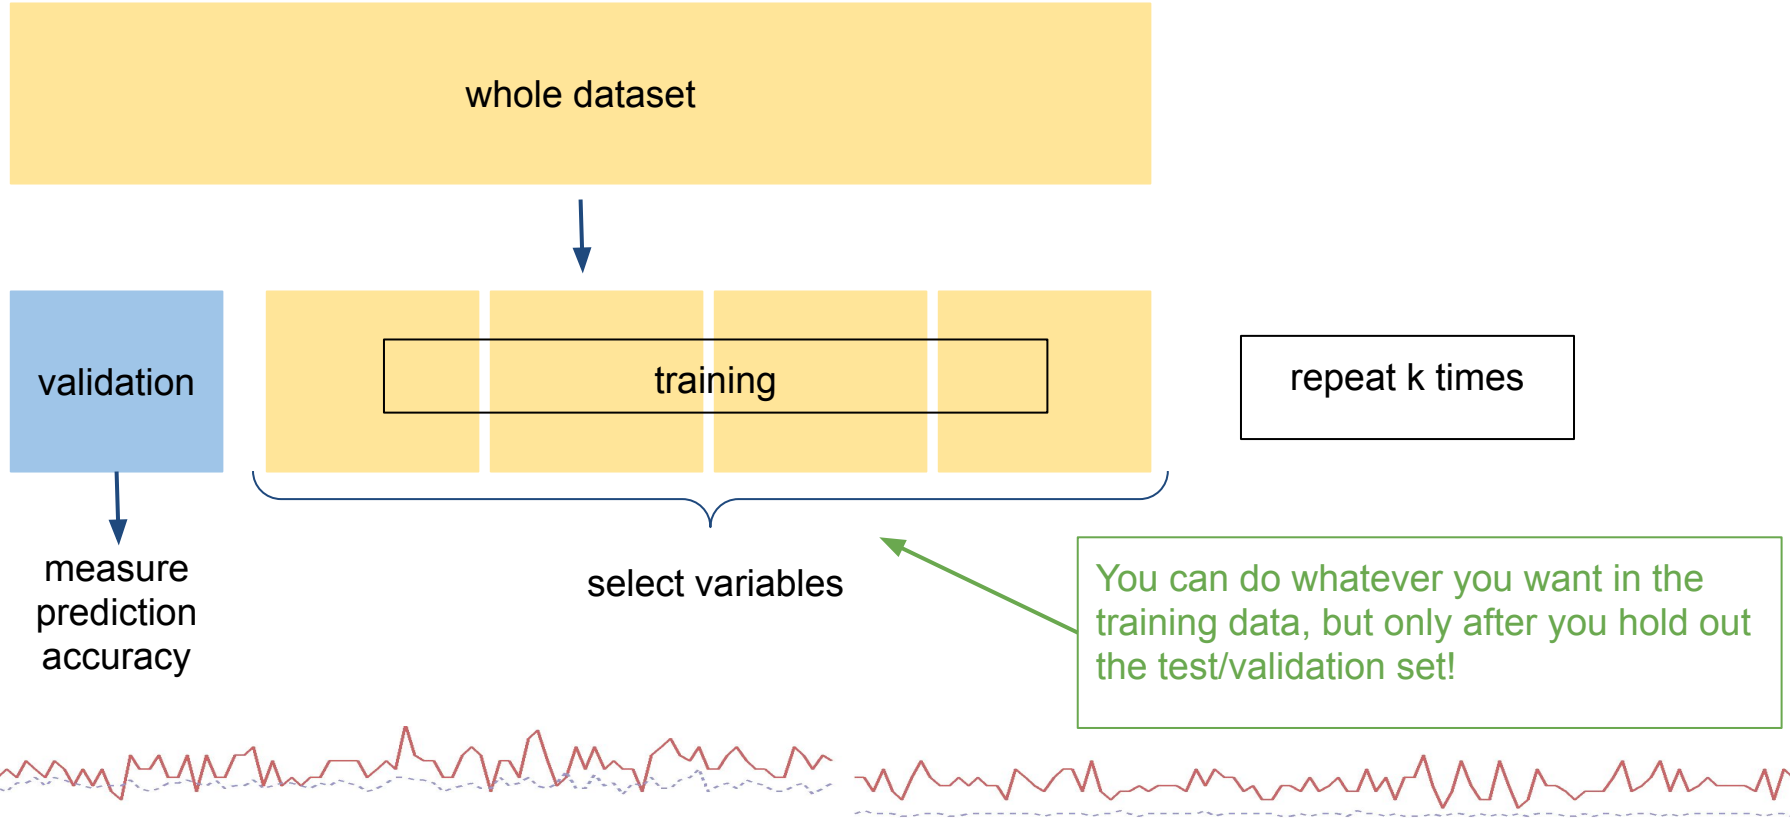 whole dataset
validation
training
repeat k times
measure
prediction
accuracy
select variables
You can do whatever you want in the
training data, but only after you hold out
the test/validation set!